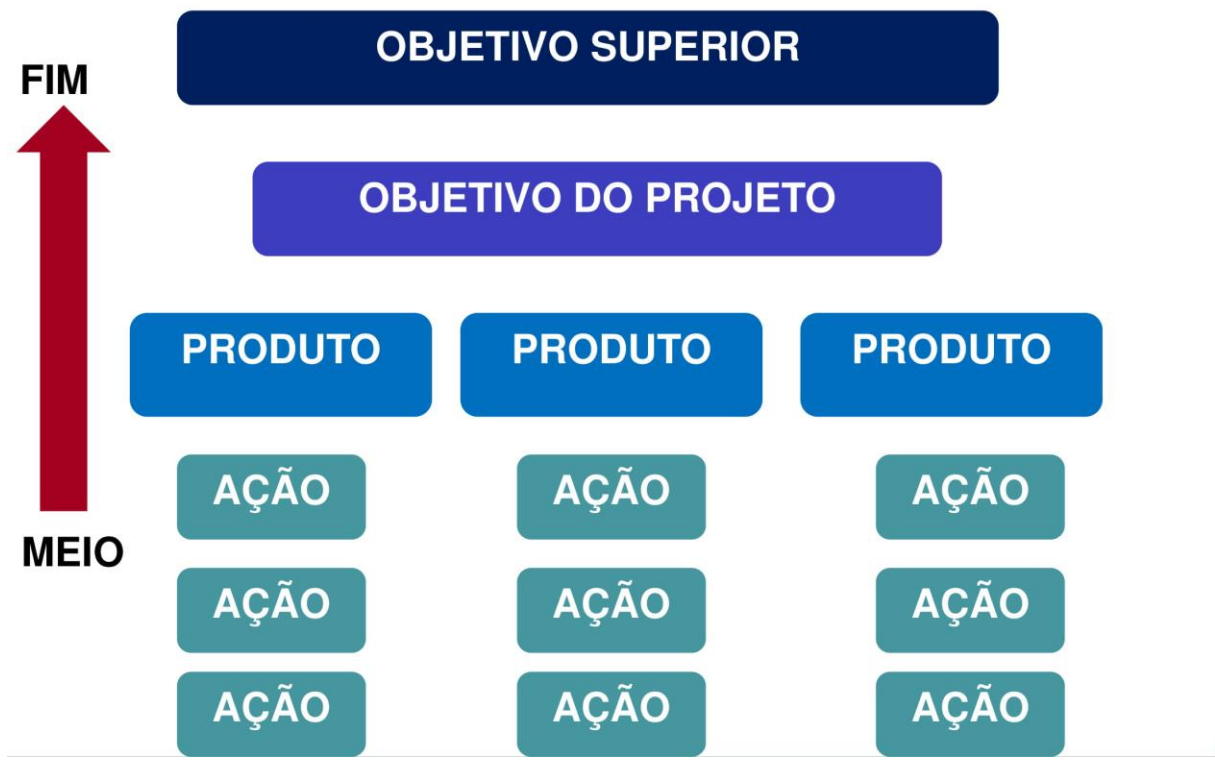 OBJETIVO SUPERIOR
FIM
OBJETIVO DO PROJETO
PRODUTO
PRODUTO
PRODUTO
AÇÃO
AÇÃO
AÇÃO
MEIO
AÇÃO
AÇÃO
AÇÃO
AÇÃO
AÇÃO
AÇÃO